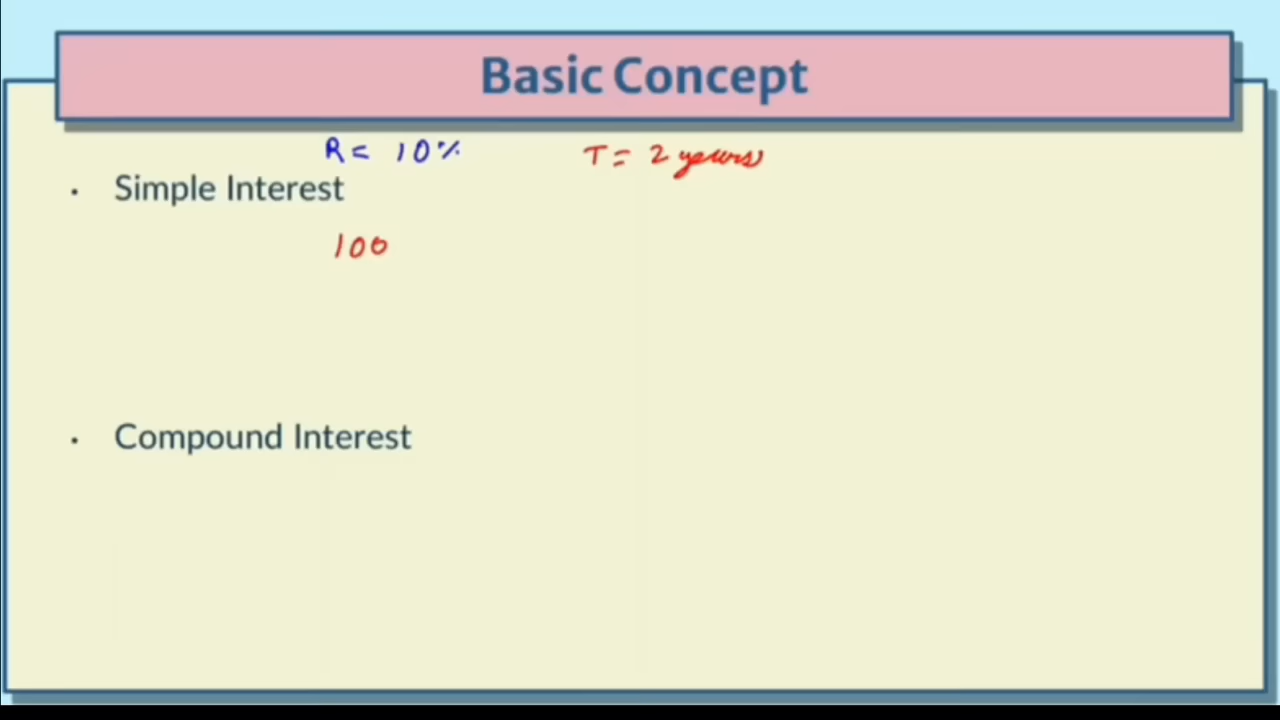 Basic Concept
R = 10% T = 2 years
· Simple Interest
100
· Compound Interest